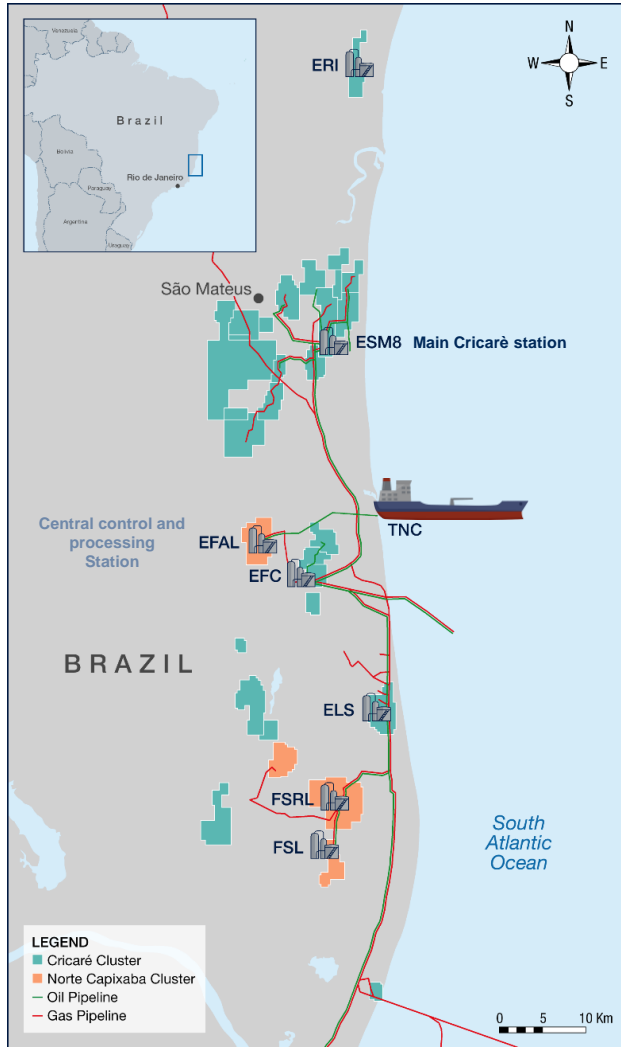 Venetuala
Brazil
Bolivia
Rio de Janeiro
Paraguay
Argentina
Uruguay
N
W
E
S
ERI
São Mateus
ESM8 Main Cricarè station
TNC
Central control and
processing
Station
EFAL
EFC
BRAZIL
ELS
FSRL
FSL
South
Atlantic
Ocean
LEGEND
Cricaré Cluster
Norte Capixaba Cluster
Oil Pipeline
Gas Pipeline
0 5 10 Km